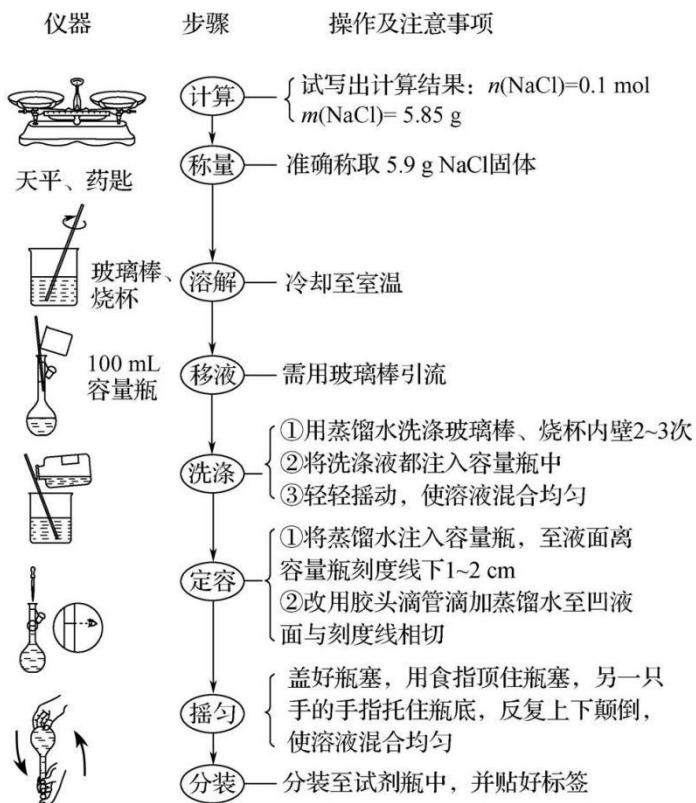 仪器 步骤 操作及注意事项
计算
试写出计算结果：n(NaCl)=0.1 mol
m(NaCl)= 5.85 g
称量 准确称取 5.9 g NaCl固体
天平、药匙
玻璃棒、
烧杯
溶解 冷却至室温
100 mL
容量瓶
移液 需用玻璃棒引流
洗涤
①用蒸馏水洗涤玻璃棒、烧杯内壁2~3次
②将洗涤液都注入容量瓶中
③轻轻摇动，使溶液混合均匀
定容
①将蒸馏水注入容量瓶，至液面离
容量瓶刻度线下1~2 cm
②改用胶头滴管滴加蒸馏水至凹液
面与刻度线相切
摇匀
盖好瓶塞，用食指顶住瓶塞，另一只
手的手指托住瓶底，反复上下颠倒，
使溶液混合均匀
分装 分装至试剂瓶中，并贴好标签